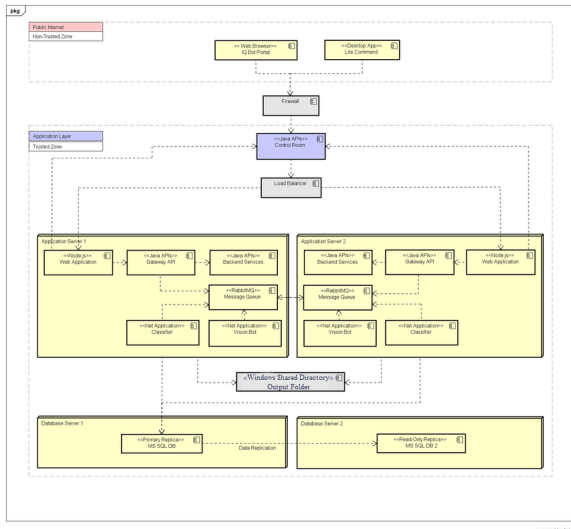 pkg
Public Internet
Non-Trusted Zone
<< Web Browser>>
IQ Bot Portal
<<Desktop App>>
Lite Command
Firewall
Application Layer
Trusted Zone
<<Java APIs>>
Control Room
Load Balancer
Application Server 1
<<Node js>>
Web Application
<<Java APIs>>
Gateway API
<<Java APIs>>
Backend Services
<<RabbitMQ>>
Message Queue
<<Net Application>>
Classifier
<<Net Application>>
Vision Bot
Application Server 2
<<Java APIs>>
Backend Services
<<Java APIs>>
Gateway API
<<Node js>>
Web Application
<<RabbitMQ>>
Message Queue
<<Net Application>>
Vision Bot
<<Net Application>>
Classifier
«Windows Shared Directory»
Output Folder
Database Server 1
<<Primary Replica>>
MS SQL DB
Data Replication
Database Server 2
<<Read-Only Replica>>
MS SQL DB 2